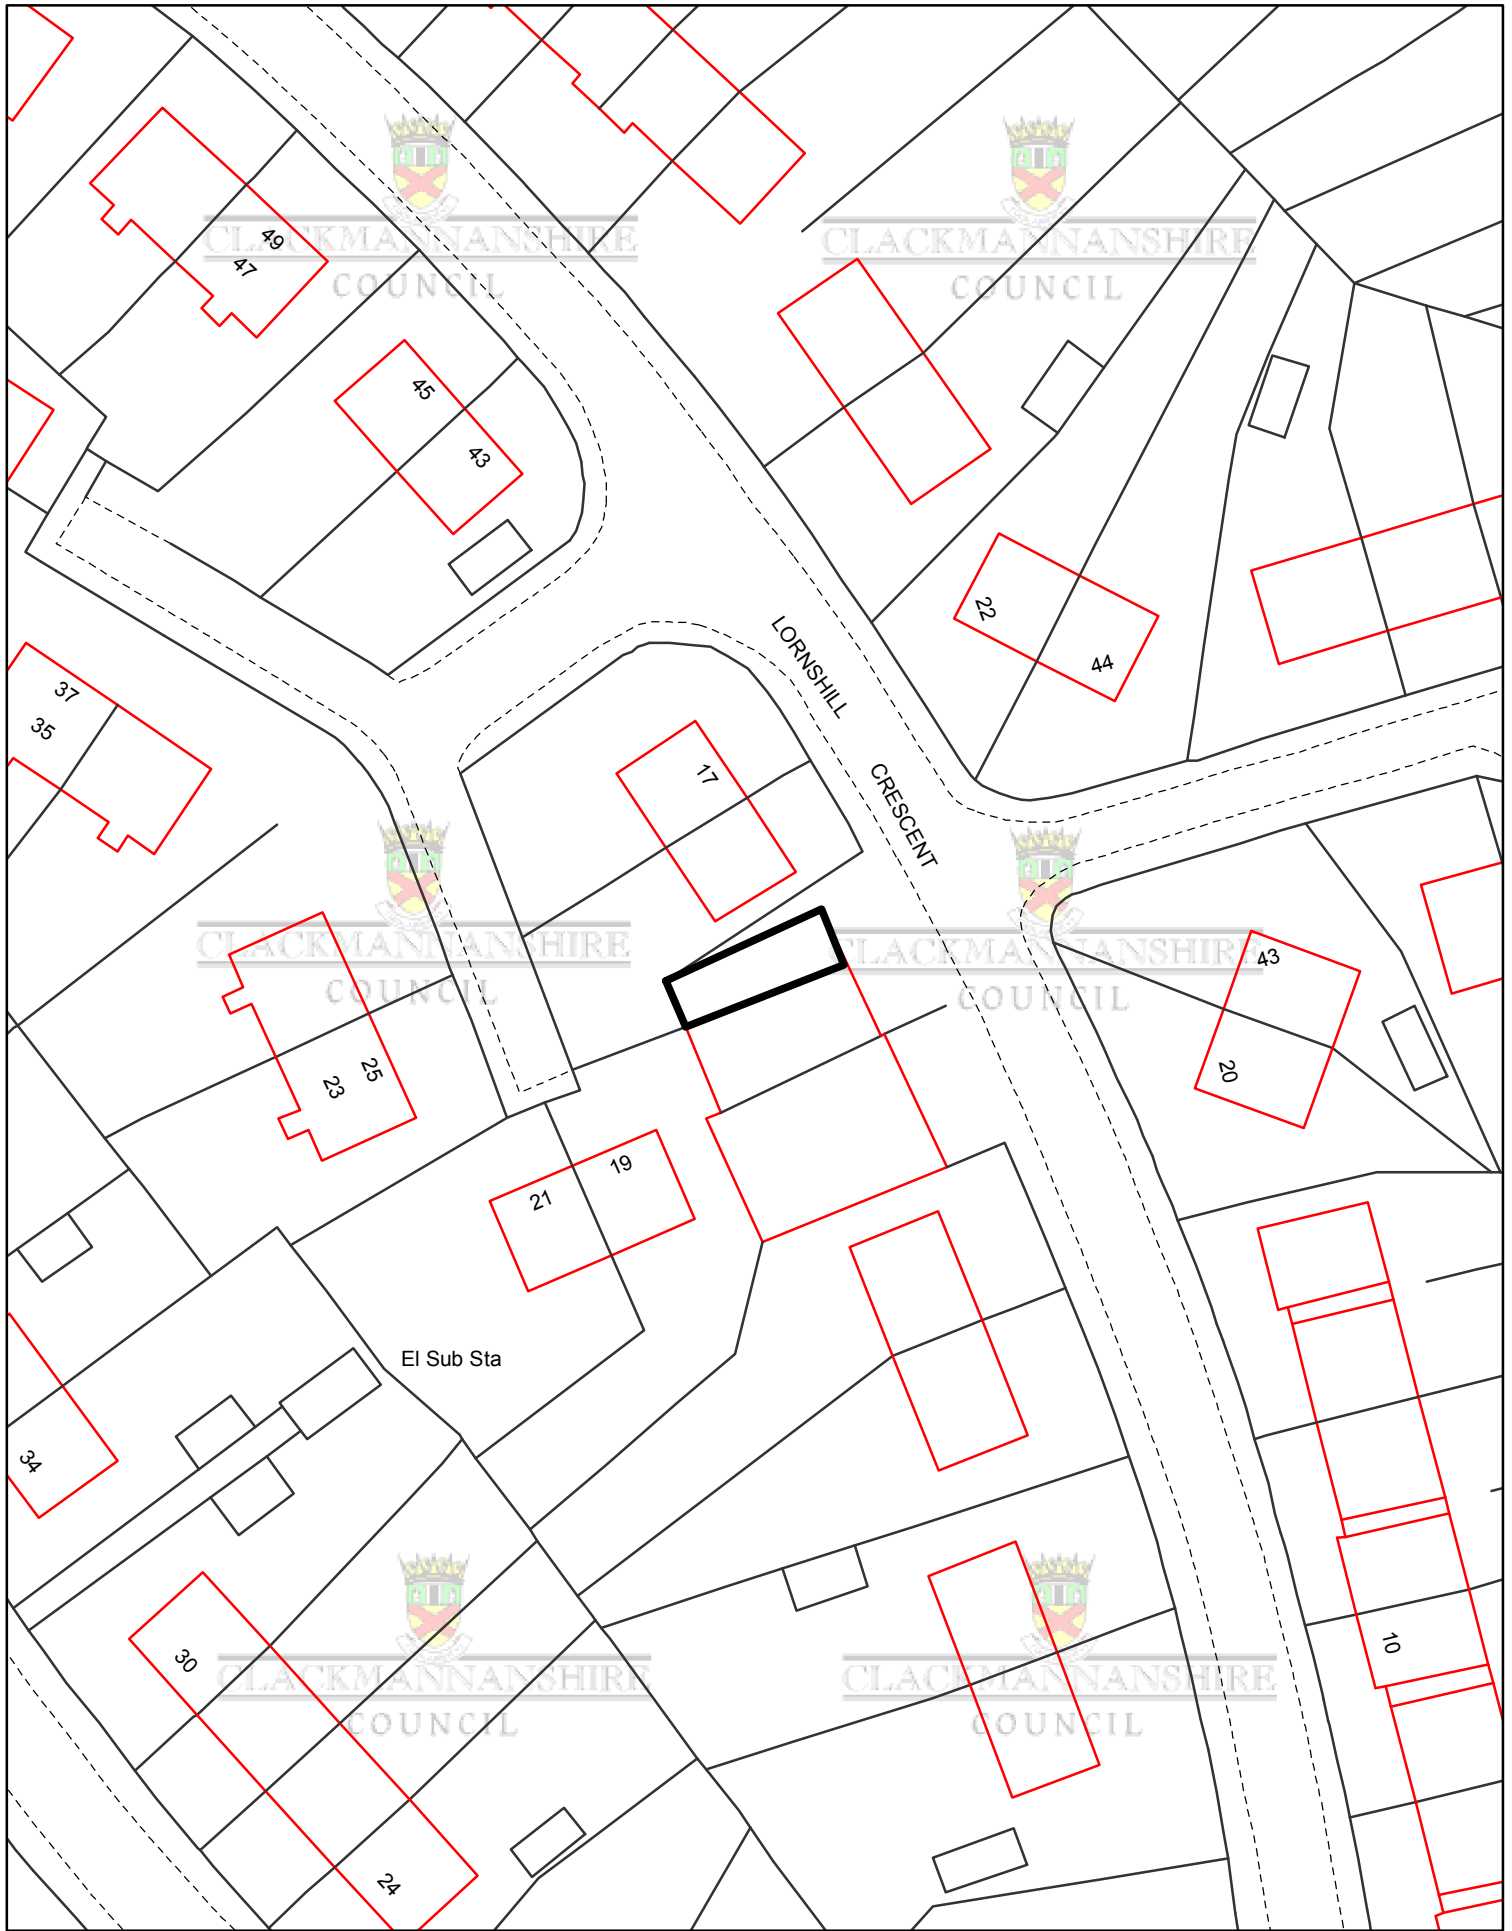 CLACKMANNANSHIRE
COUNCIL
CLACKMANNANSHIRE
COUNCIL
49
47
45
43
22
44
LORNSHILL
CRESCENT
37
35
17
CLACKMANNANSHIRE
COUNCIL
CLACKMANNANSHIRE
COUNCIL
43
20
25
23
19
21
El Sub Sta
34
30
24
10
CLACKMANNANSHIRE
COUNCIL
CLACKMANNANSHIRE
COUNCIL